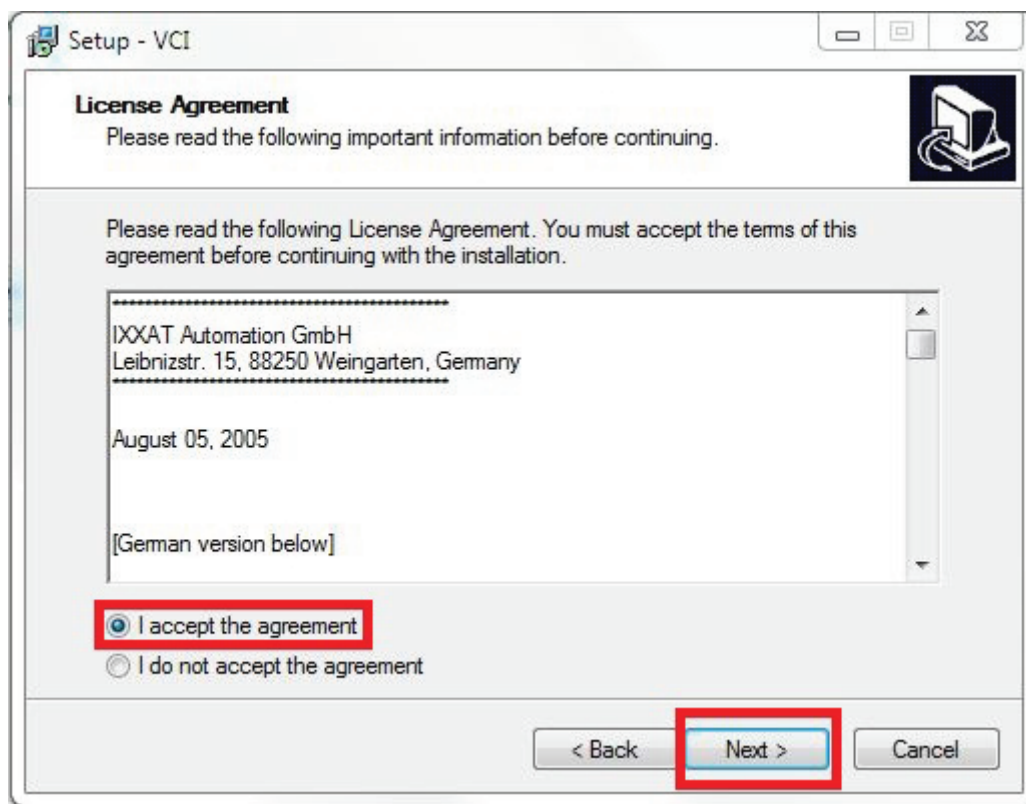 Setup - VCI
License Agreement
Please read the following important information before continuing.
Please read the following License Agreement. You must accept the terms of this
agreement before continuing with the installation.
******************************************
IXXAT Automation GmbH
Leibnizstr. 15, 88250 Weingarten, Germany
******************************************
August 05, 2005
[German version below]
I accept the agreement
I do not accept the agreement
< Back Next > Cancel